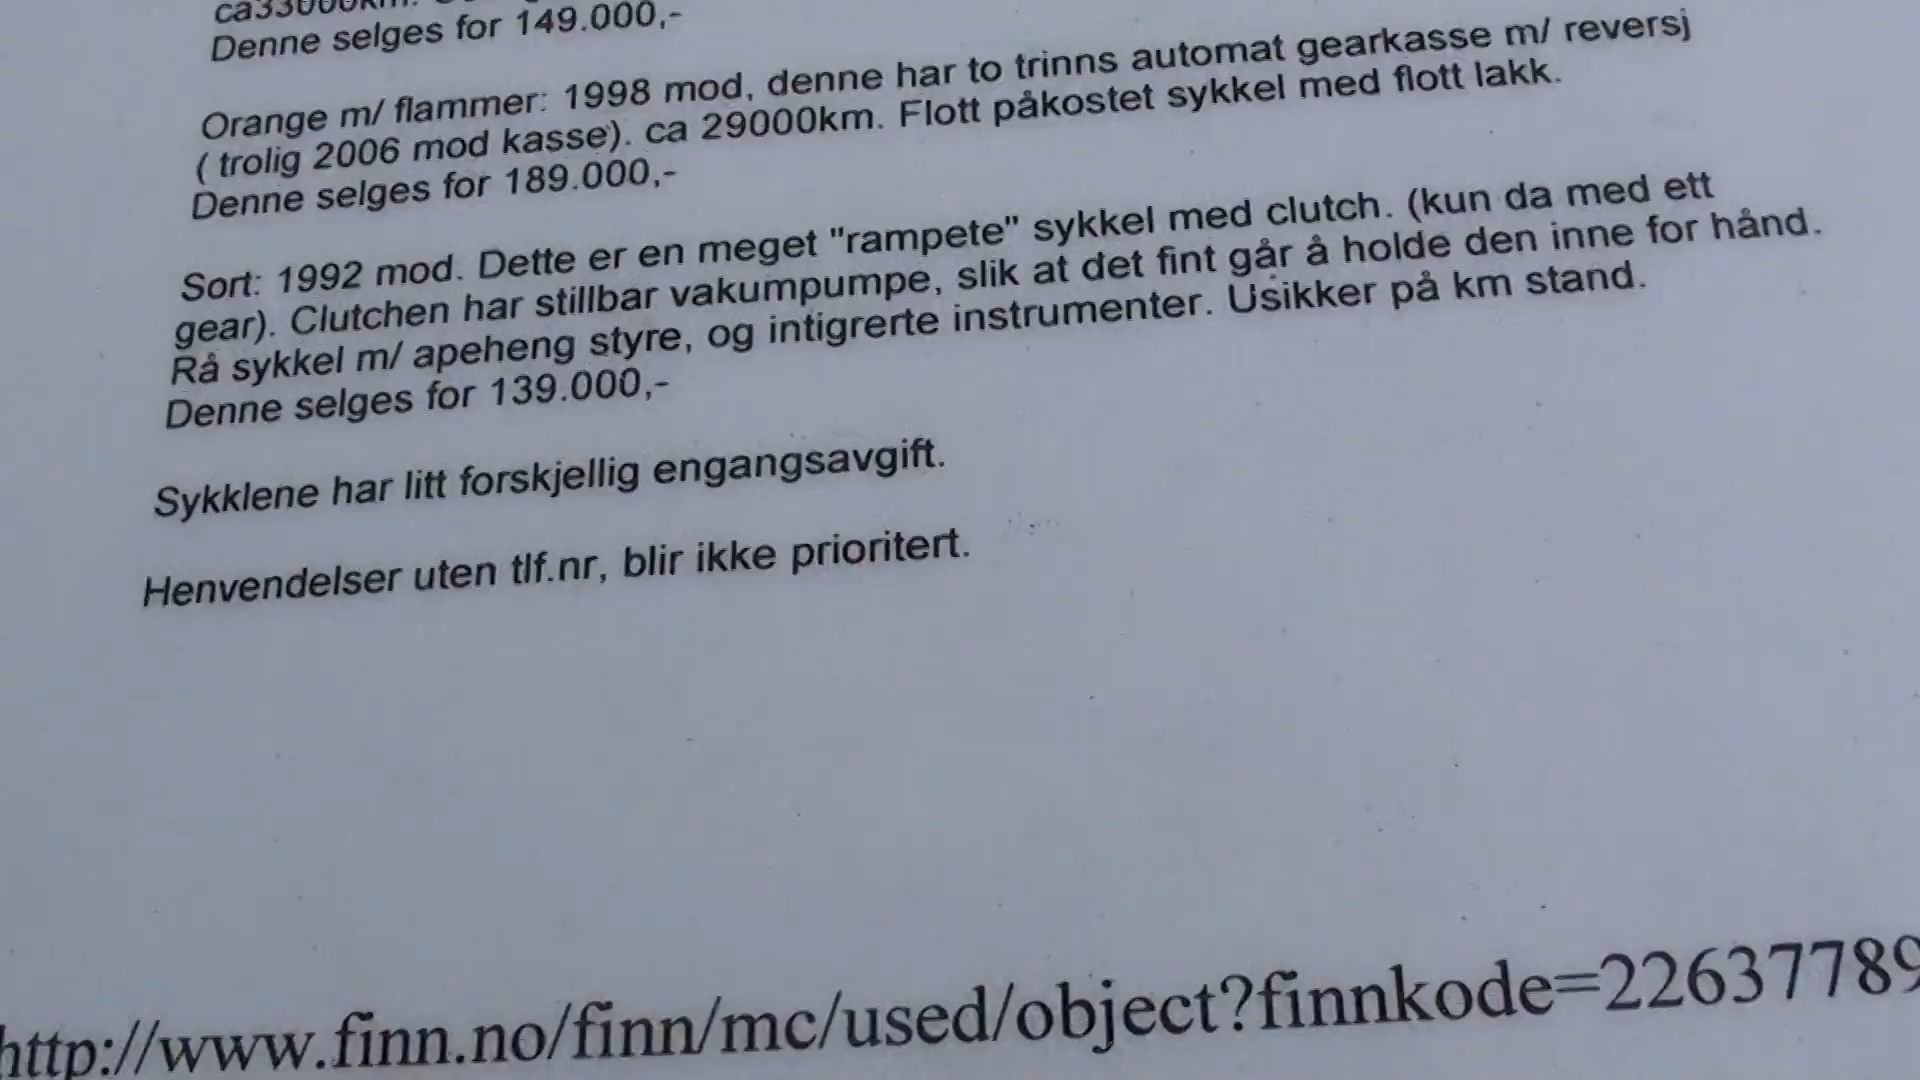 ca33000km.
Denne selges for 149.000,-
Orange m/ flammer: 1998 mod, denne har to trinns automat gearkasse m/ reversj
( trolig 2006 mod kasse). ca 29000km. Flott påkostet sykkel med flott lakk.
Denne selges for 189.000,-
Sort: 1992 mod. Dette er en meget "rampete" sykkel med clutch. (kun da med ett
gear). Clutchen har stillbar vakumpumpe, slik at det fint går å holde den inne for hånd.
Rå sykkel m/ apeheng styre, og intigrerte instrumenter. Usikker på km stand.
Denne selges for 139.000,-
Sykklene har litt forskjellig engangsavgift.
Henvendelser uten tlf.nr, blir ikke prioritert.
http://www.finn.no/finn/mc/used/object?finnkode=22637789